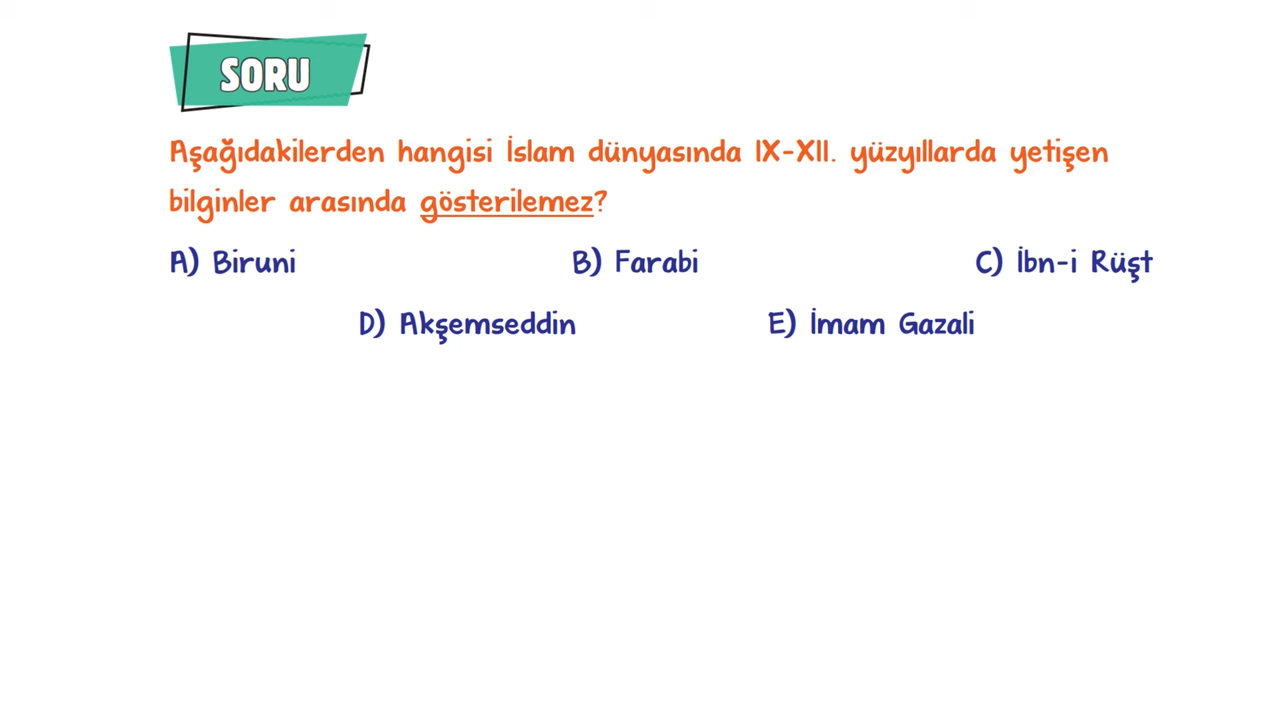 SORU
Aşağıdakilerden hangisi İslam dünyasında IX-XII. yüzyıllarda yetişen
bilginler arasında gösterilemez?
A) Biruni B) Farabi C) İbn-i Rüşt
D) Akşemseddin E) İmam Gazali